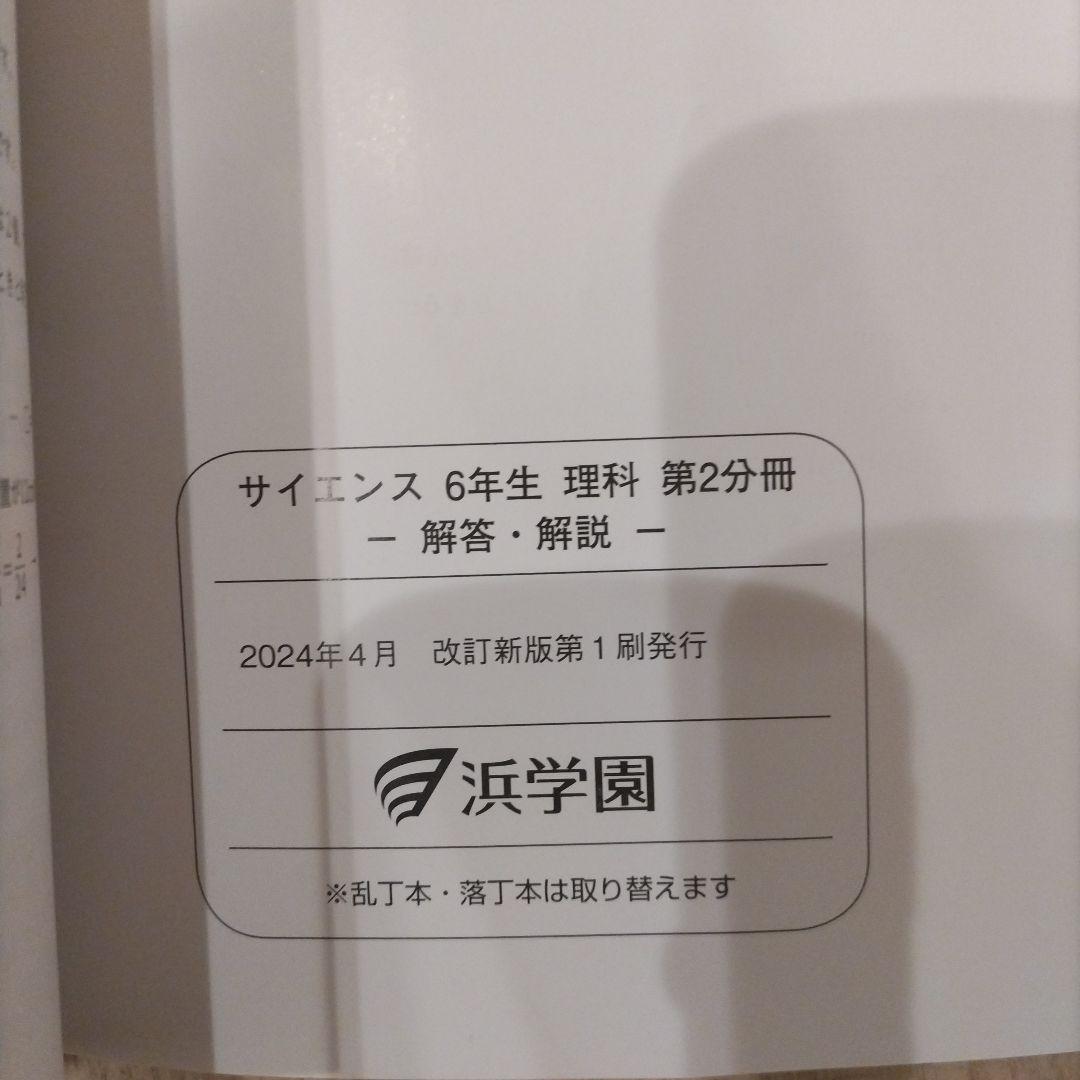 サイエンス 6年生 理科 第2分冊
― 解答・解説 ―
2024年4月 改訂新版第1刷発行
浜学園
※乱丁本・落丁本は取り替えます